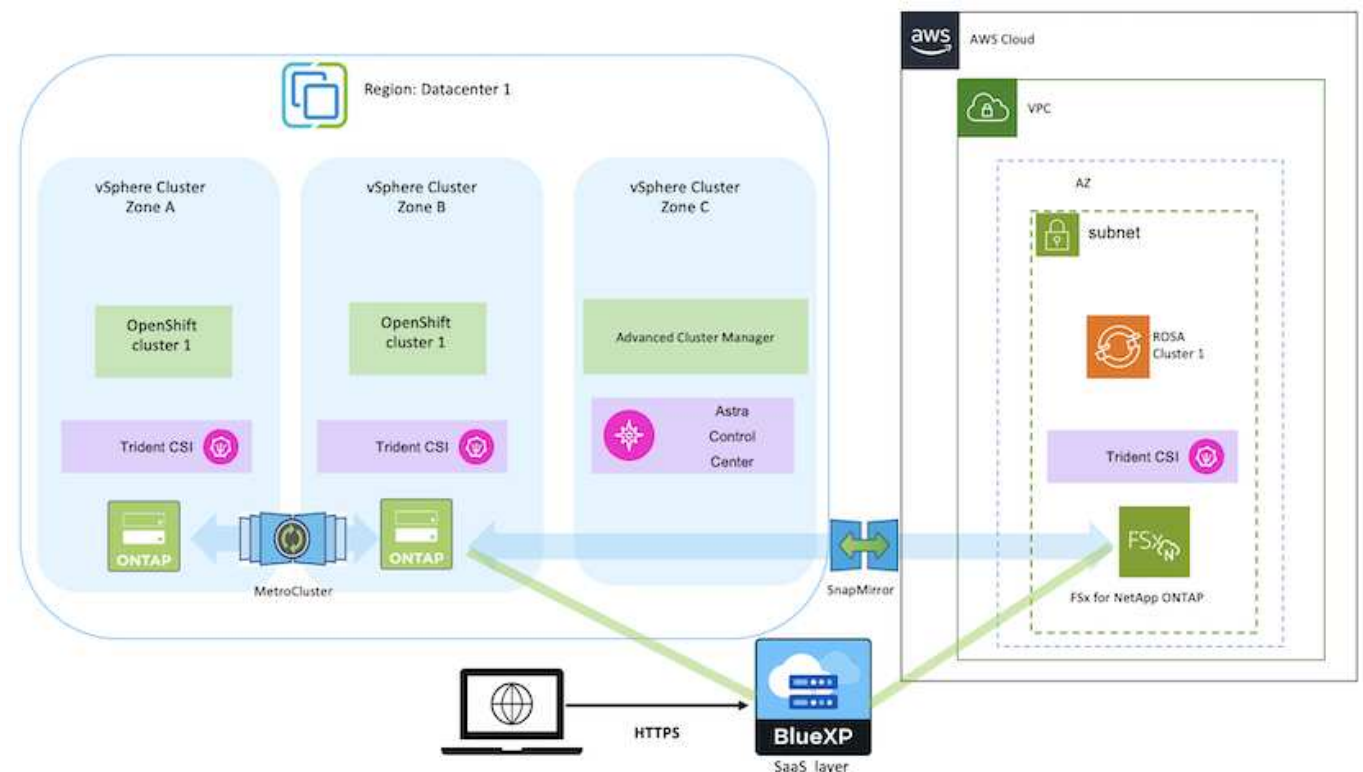 aws
AWS Cloud
Region: Datacenter 1
VPC
vSphere Cluster
Zone A
vSphere Cluster
Zone B
vSphere Cluster
Zone C
AZ
subnet
OpenShift
cluster 1
OpenShift
cluster 1
Advanced Cluster Manager
ROSA
Cluster 1
Trident CSI
Trident CSI
Astra
Control
Center
Trident CSI
ONTAP
ONTAP
FSx
N
MetroCluster
SnapMirror
FSx for NetApp ONTAP
HTTPS
BlueXP
SaaS layer